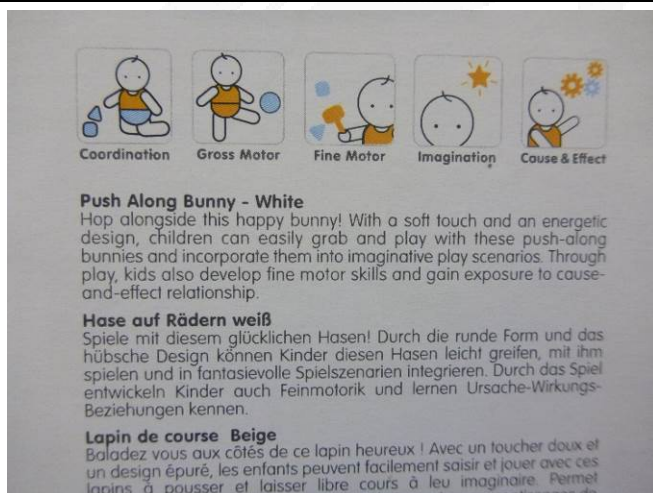 Coordination Gross Motor Fine Motor Imagination Cause & Effect
Push Along Bunny - White
Hop alongside this happy bunny! With a soft touch and an energetic
design, children can easily grab and play with these push-along
bunnies and incorporate them into imaginative play scenarios. Through
play, kids also develop fine motor skills and gain exposure to cause-
and-effect relationship.
Hase auf Rädern weiß
Spiele mit diesem glücklichen Hasen! Durch die runde Form und das
hübsche Design können Kinder diesen Hasen leicht greifen, mit ihm
spielen und in fantasievolle Spielszenarien integrieren. Durch das Spiel
entwickeln Kinder auch Feinmotorik und lernen Ursache-Wirkungs-
Beziehungen kennen.
Lapin de course Beige
Baladez vous aux côtés de ce lapin heureux ! Avec un toucher doux et
un design épuré, les enfants peuvent facilement saisir et jouer avec ces
lapins à pousser et laisser libre cours à leu imaginaire. Permet